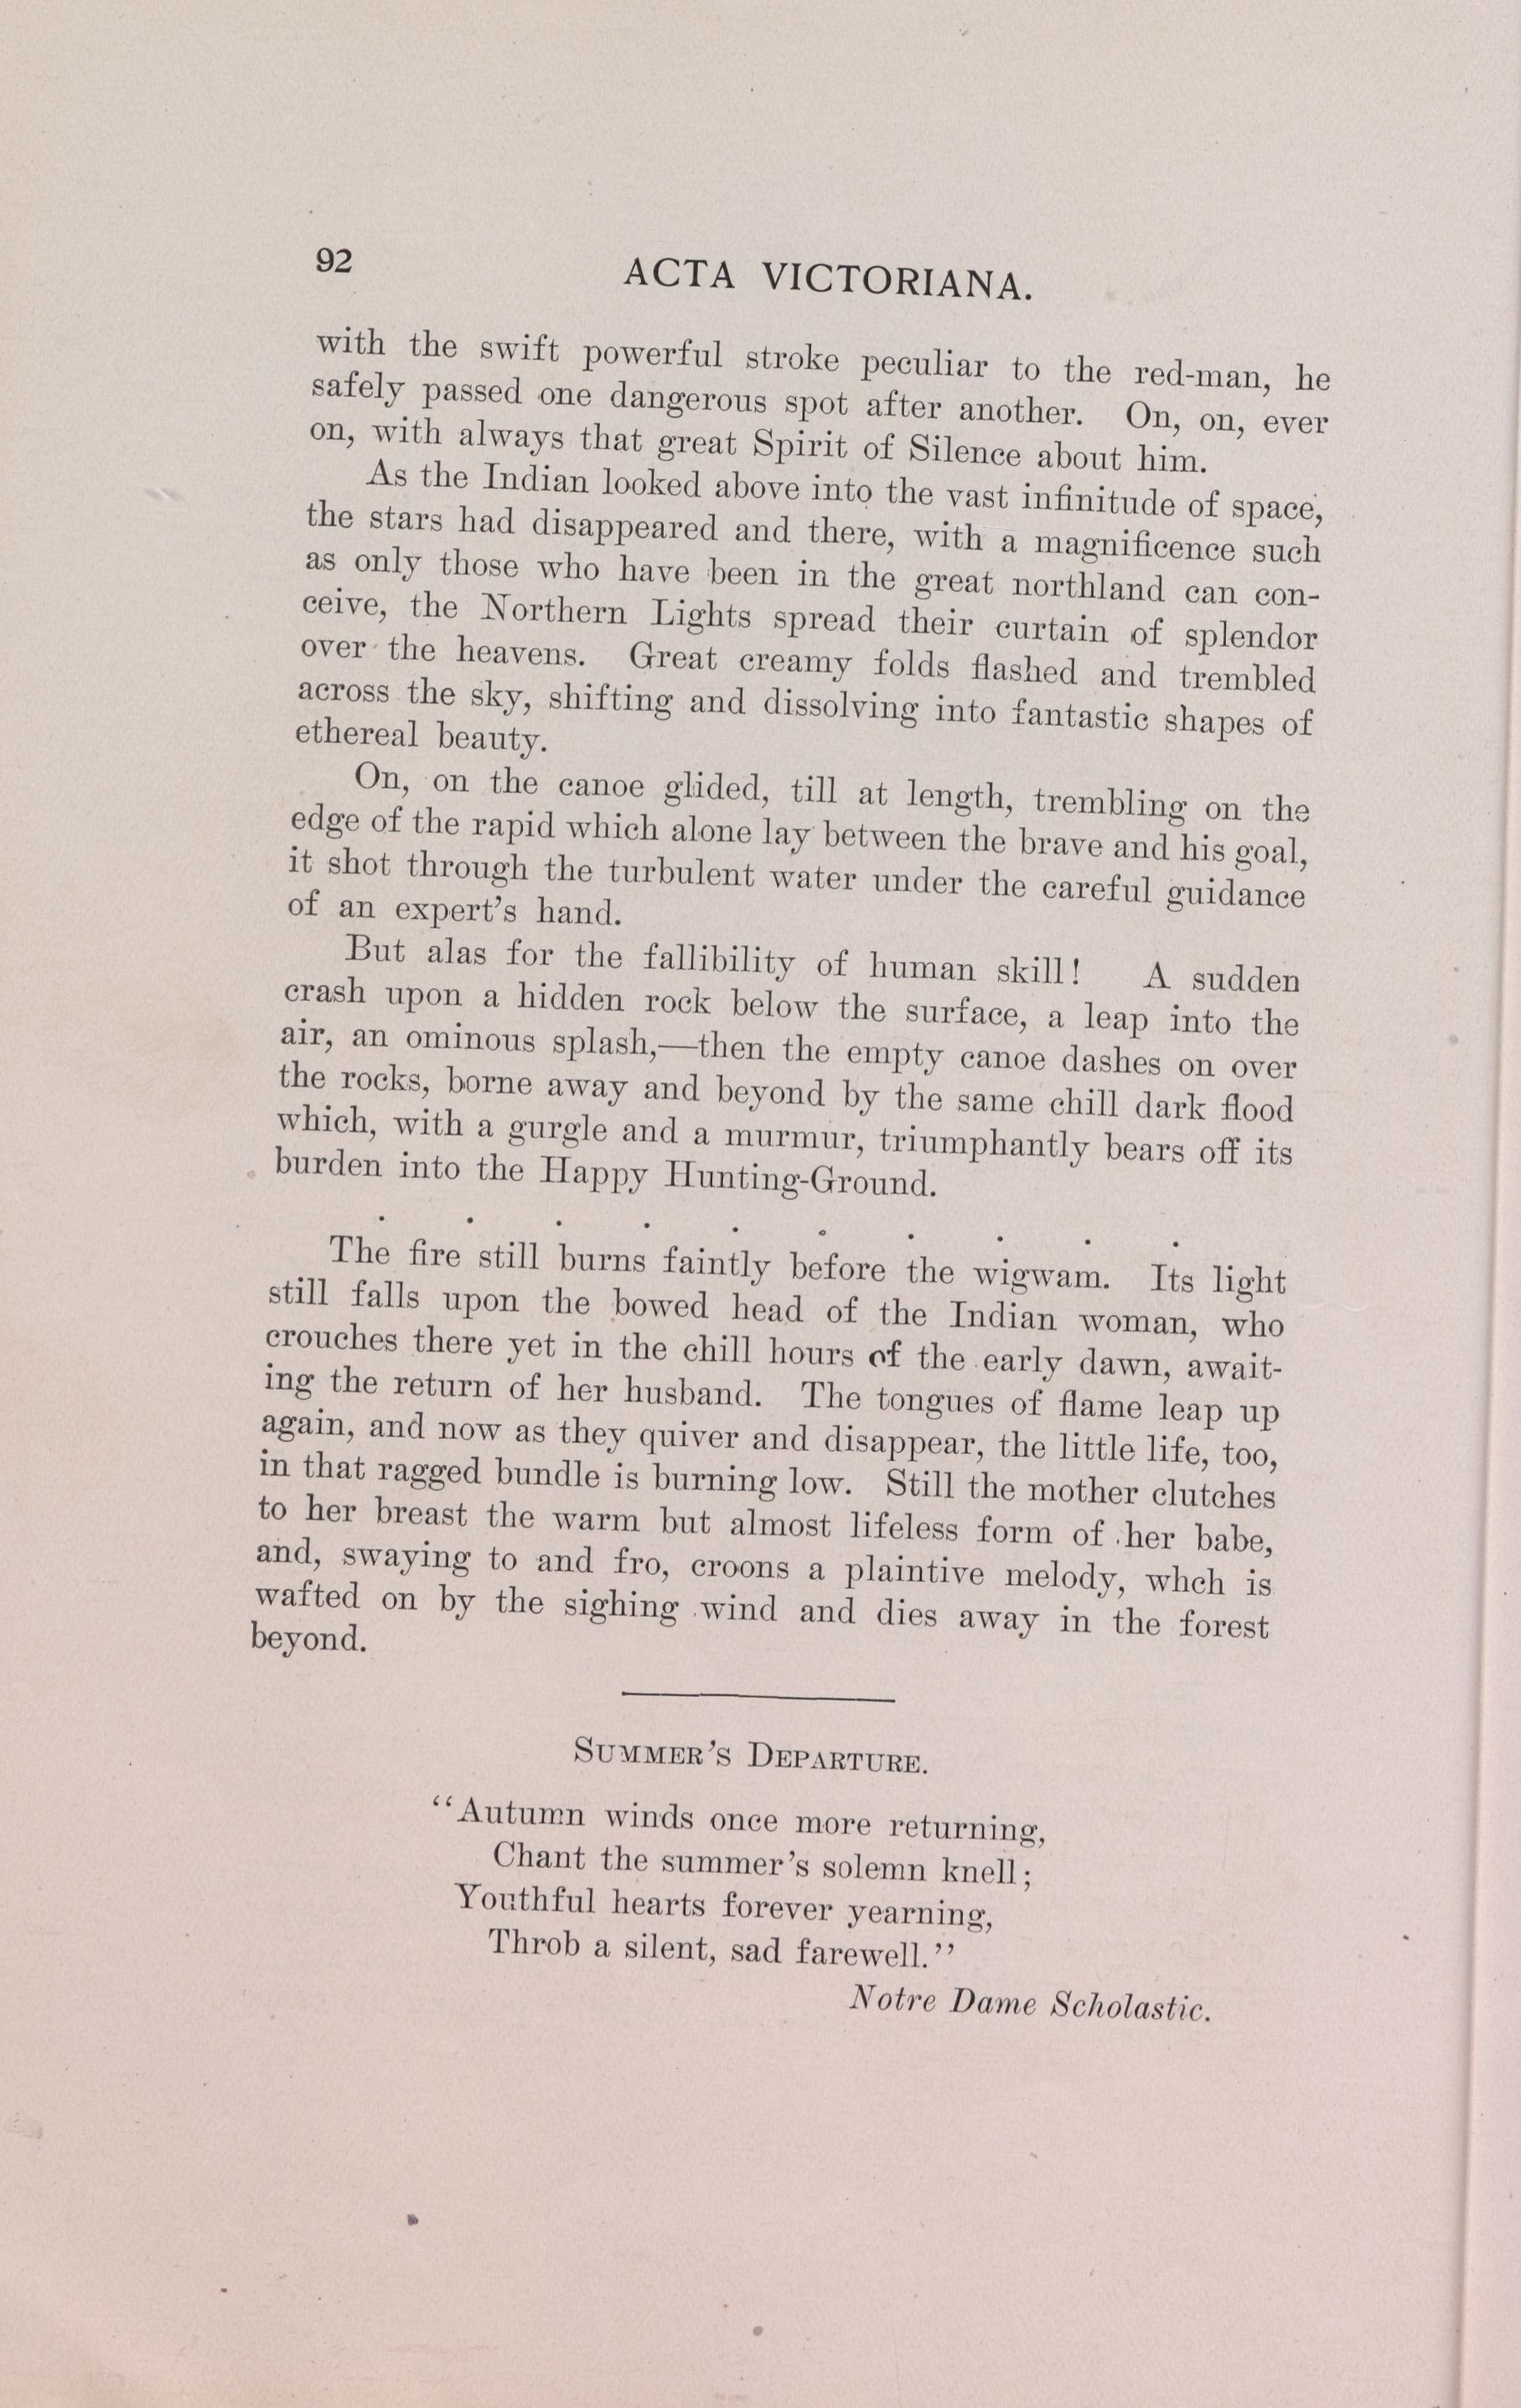 92
ACTA VICTORIANA.
with the swift powerful stroke peculiar to the red-man, he
safely passed one dangerous spot after another. On, on, ever
on, with always that great Spirit of Silence about him.
As the Indian looked above into the vast infinitude of space,
the stars had disappeared and there, with a magnificence such
as only those who have been in the great northland can con-
ceive, the Northern Lights spread their curtain of splendor
over the heavens. Great creamy folds flashed and trembled
across the sky, shifting and dissolving into fantastic shapes of
ethereal beauty.
On, on the canoe glided, till at length, trembling on the
edge of the rapid which alone lay between the brave and his goal,
it shot through the turbulent water under the careful guidance
of an expert's hand.
But alas for the fallibility of human skill! A sudden
crash upon a hidden rock below the surface, a leap into the
air, an ominous splash,—then the empty canoe dashes on over
the rocks, borne away and beyond by the same chill dark flood
which, with a gurgle and a murmur, triumphantly bears off its
burden into the Happy Hunting-Ground.
. . . . . . . . . .
The fire still burns faintly before the wigwam. Its light
still falls upon the bowed head of the Indian woman, who
crouches there yet in the chill hours of the early dawn, await-
ing the return of her husband. The tongues of flame leap up
again, and now as they quiver and disappear, the little life, too,
in that ragged bundle is burning low. Still the mother clutches
to her breast the warm but almost lifeless form of her babe,
and, swaying to and fro, croons a plaintive melody, whch is
wafted on by the sighing wind and dies away in the forest
beyond.
SUMMER'S DEPARTURE.
"Autumn winds once more returning,
Chant the summer's solemn knell;
Youthful hearts forever yearning,
Throb a silent, sad farewell."
Notre Dame Scholastic.